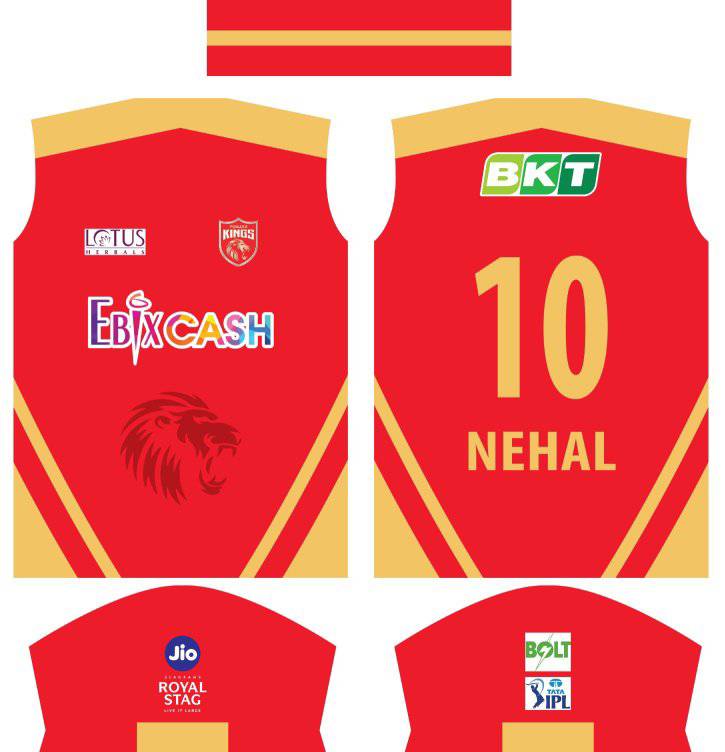 LOTUS
HERBALS
PUNJAB
KINGS
EBIXCASH
BKT
10
NEHAL
Jio
SEAGRAM'S
ROYAL
STAG
LIVE IT LARGE
BOLT
TATA
IPL